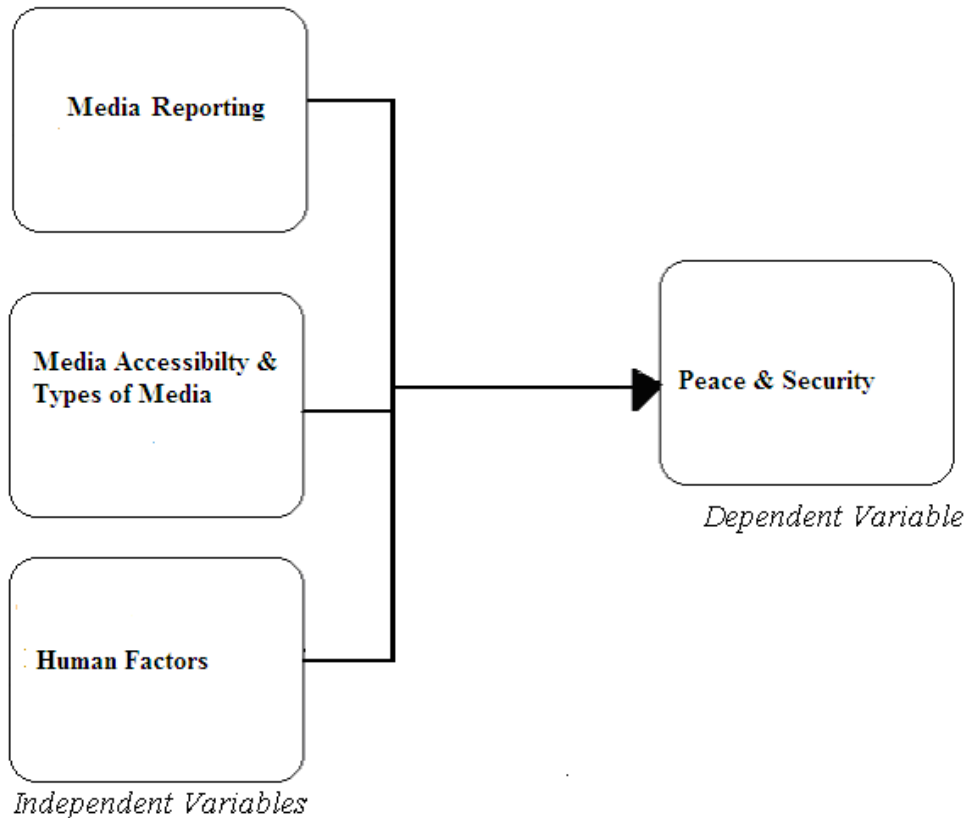 Media Reporting
Media Accessibilty &
Types of Media
Peace & Security
Dependent Variable
Human Factors
Independent Variables